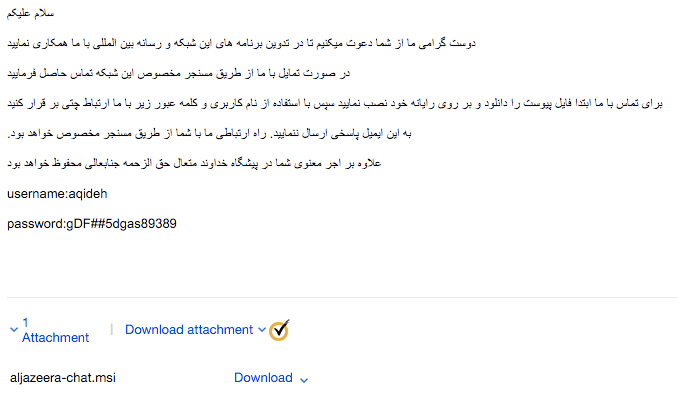 سلام علیکم
دوست گرامی ما از شما دعوت میکنیم تا در تدوین برنامه های این شبکه و رسانه بین المللی با ما همکاری نمایید
در صورت تمایل با ما از طریق مسنجر مخصوص این شبکه تماس حاصل فرمایید
برای تماس با ما ابتدا فایل پیوست را دانلود و بر روی رایانه خود نصب نمایید سپس با استفاده از نام کاربری و کلمه عبور زیر با ما ارتباط چتی بر قرار کنید
به این ایمیل پاسخی ارسال ننمایید. راه ارتباطی ما با شما از طریق مسنجر مخصوص خواهد بود.
علاوه بر اجر معنوی شما در پیشگاه خداوند متعال حق الزحمه جنابعالی محفوظ خواهد بود
username:aqideh
password:gDF##5dgas89389
1
Attachment | Download attachment
aljazeera-chat.msi Download